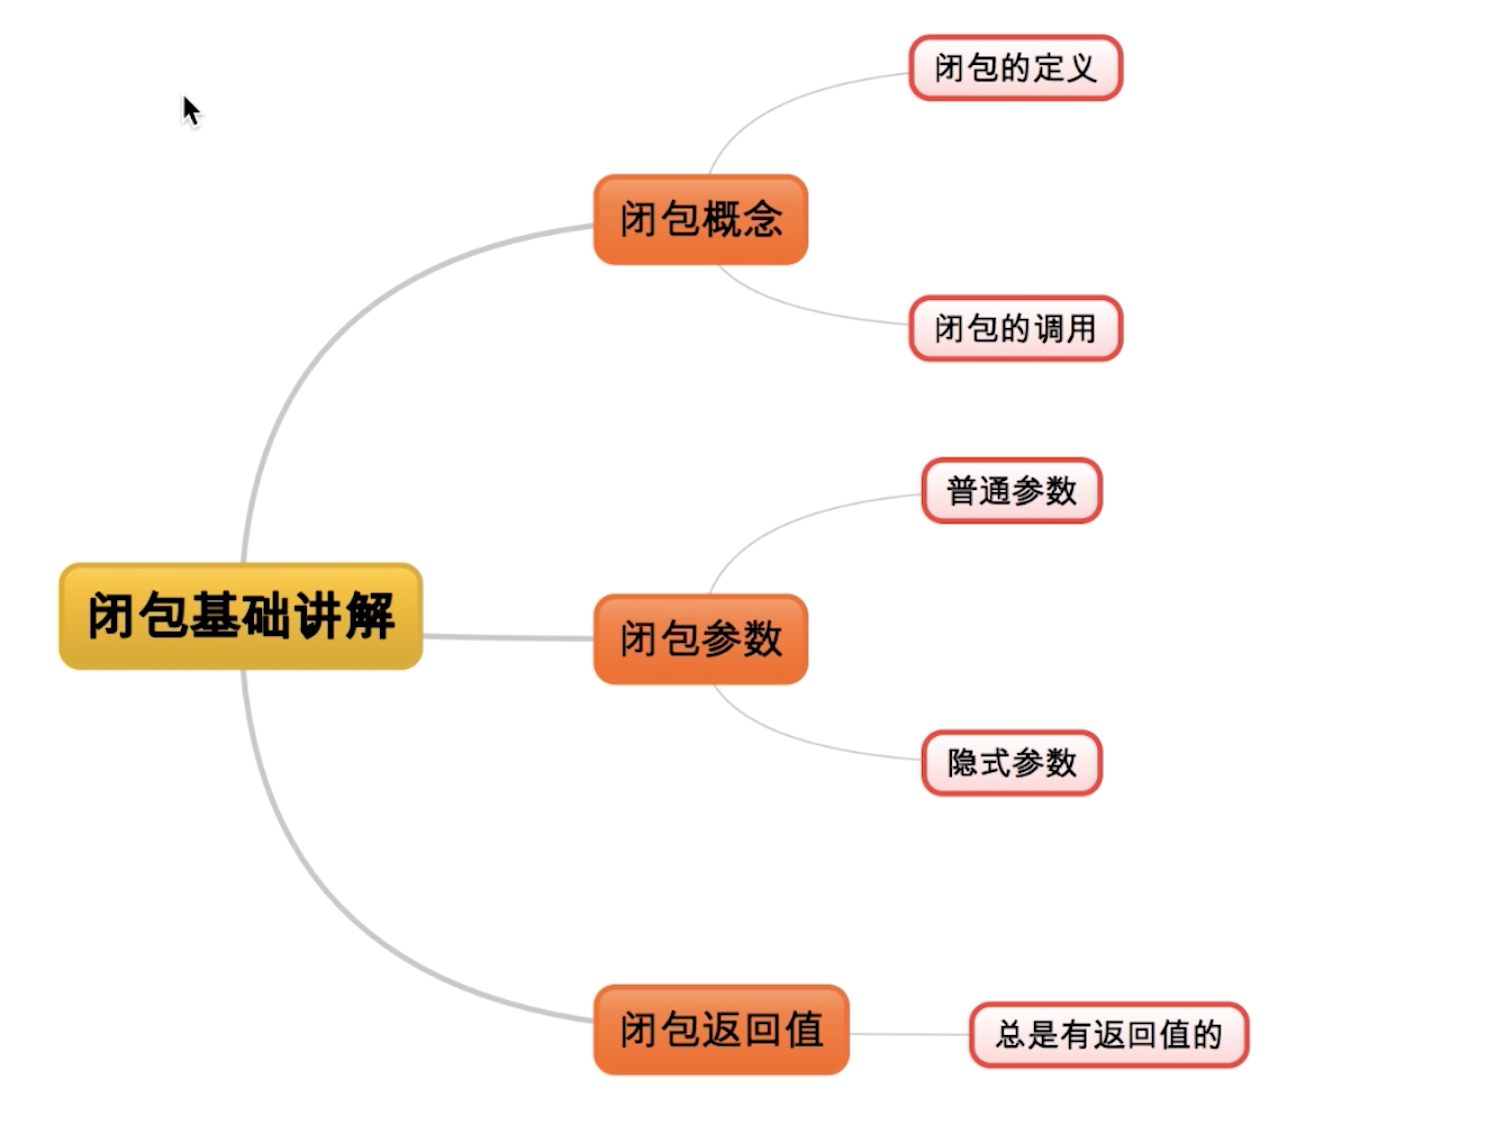 闭包基础讲解
闭包概念
闭包的定义
闭包的调用
闭包参数
普通参数
隐式参数
闭包返回值
总是有返回值的